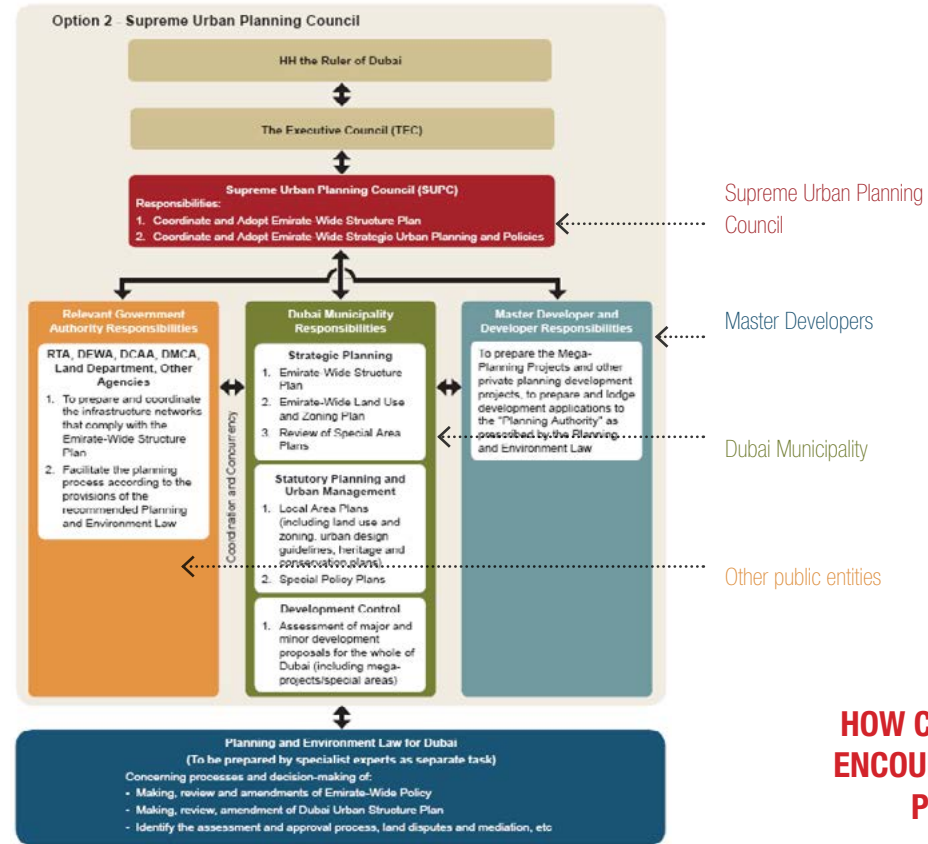 Option 2 - Supreme Urban Planning Council
HH the Ruler of Dubai
The Executive Council (TEC)
Supreme Urban Planning Council (SUPC)
Responsibilities:
1. Coordinate and Adopt Emirate-Wide Structure Plan
2. Coordinate and Adopt Emirate-Wide Strategic Urban Planning and Policies
Relevant Government
Authority Responsibilities
RTA, DEWA, DCAA, DMCA,
Land Department, Other
Agencies
1. To prepare and coordinate
the infrastructure networks
that comply with the
Emirate-Wide Structure
Plan
2. Facilitate the planning
process according to the
provisions of the
recommended Planning
and Environment Law
Coordination and Concurrency
Dubai Municipality
Responsibilities
Strategic Planning
1. Emirate-Wide Structure
Plan
2. Emirate-Wide Land Use
and Zoning Plan
3. Review of Special Area
Plans
Statutory Planning and
Urban Management
1. Local Area Plans
(including land use and
zoning, urban design
guidelines, heritage and
conservation plans)
2. Special Policy Plans
Development Control
1. Assessment of major and
minor development
proposals for the whole of
Dubai (including mega-
projects/special areas)
Master Developer and
Developer Responsibilities
To prepare the Mega-
Planning Projects and other
private planning development
projects, to prepare and lodge
development applications to
the "Planning Authority" as
prescribed by the Planning
and Environment Law
Planning and Environment Law for Dubai
(To be prepared by specialist experts as separate task)
Concerning processes and decision-making of:
- Making, review and amendments of Emirate-Wide Policy
- Making, review, amendment of Dubai Urban Structure Plan
- Identify the assessment and approval process, land disputes and mediation, etc
Supreme Urban Planning
Council
Master Developers
Dubai Municipality
Other public entities
HOW C
ENCOU
P